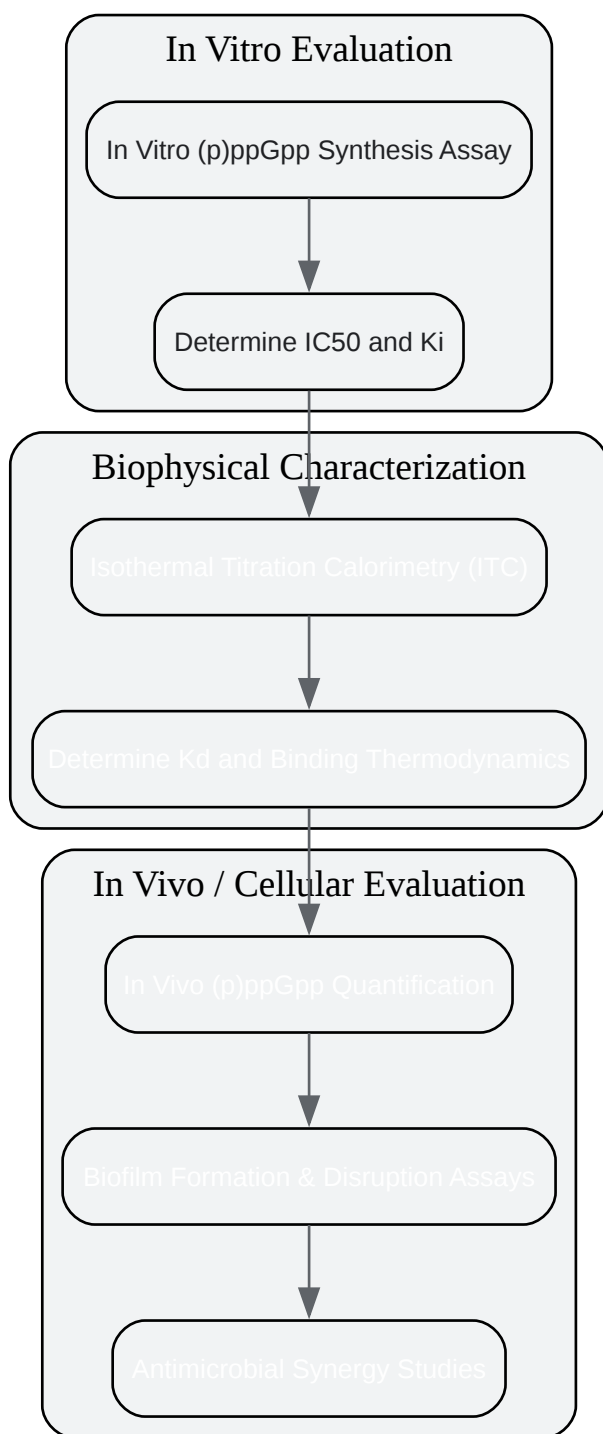 In Vitro Evaluation
In Vitro (p)ppGpp Synthesis Assay
Determine IC50 and Ki
Biophysical Characterization
Isothermal Titration Calorimetry (ITC)
Determine Kd and Binding Thermodynamics
In Vivo / Cellular Evaluation
In Vivo (p)ppGpp Quantification
Biofilm Formation & Disruption Assays
Antimicrobial Synergy Studies